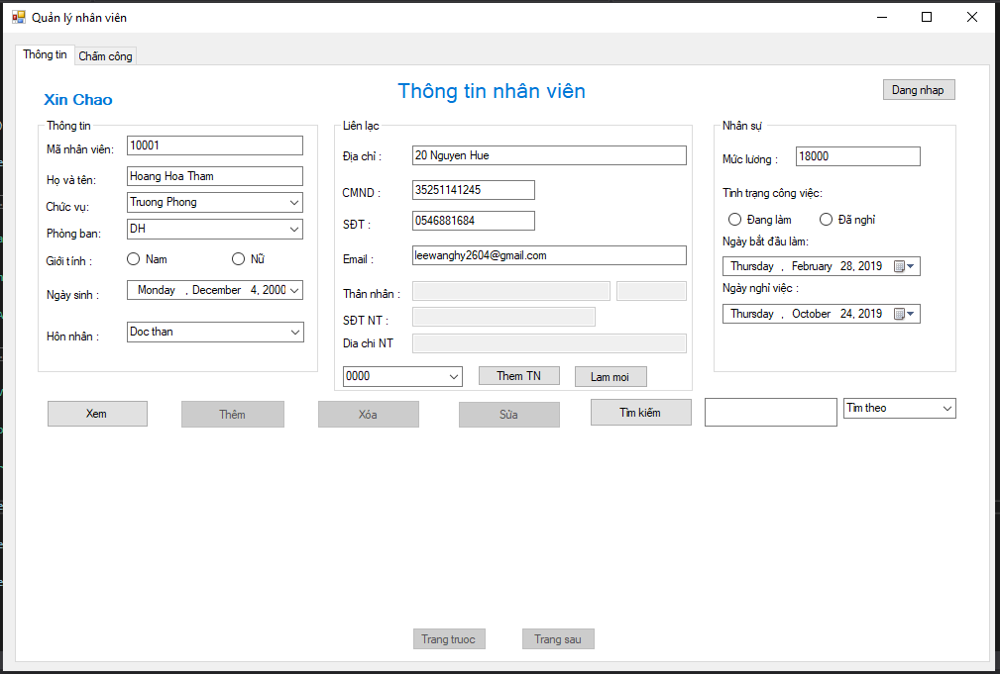 Quản lý nhân viên
Thông tin
Chấm công
Xin Chao
Thông tin nhân viên
Dang nhap
Thông tin
Mã nhân viên: 10001
Họ và tên: Hoang Hoa Tham
Chức vụ: Truong Phong
Phòng ban: DH
Giới tính : Nam Nữ
Ngày sinh : Monday , December 4, 2000
Hôn nhân : Doc than
Liên lạc
Địa chỉ : 20 Nguyen Hue
CMND : 35251141245
SĐT : 0546881684
Email : leewanghy2604@gmail.com
Thân nhân :
SĐT NT :
Dia chi NT
0000 Them TN Lam moi
Nhân sự
Mức lương : 18000
Tình trạng công việc:
Đang làm Đã nghỉ
Ngày bắt đầu làm:
Thursday , February 28, 2019
Ngày nghỉ việc :
Thursday , October 24, 2019
Xem Thêm Xóa Sửa Tìm kiếm Tìm theo
Trang truoc Trang sau